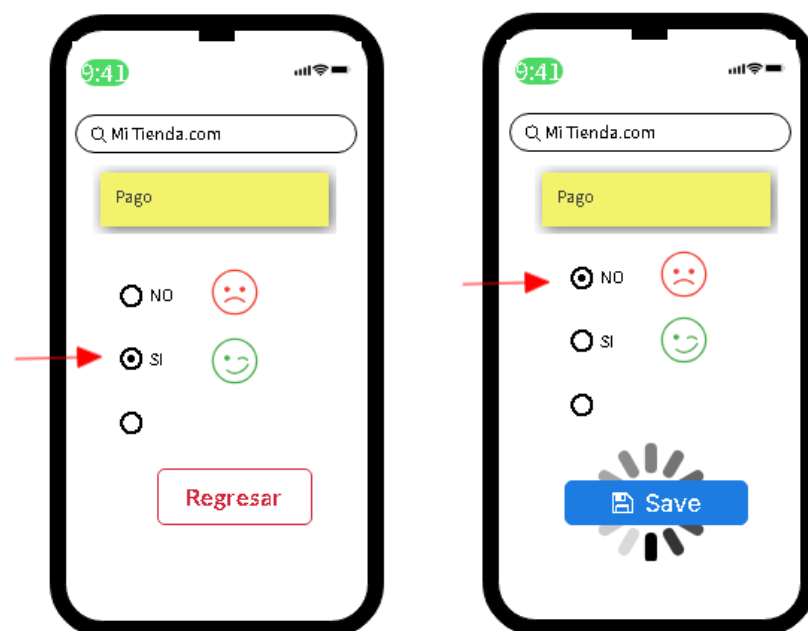 9:41
Mi Tienda.com
Pago
NO
SI
Regresar
9:41
Mi Tienda.com
Pago
NO
SI
Save